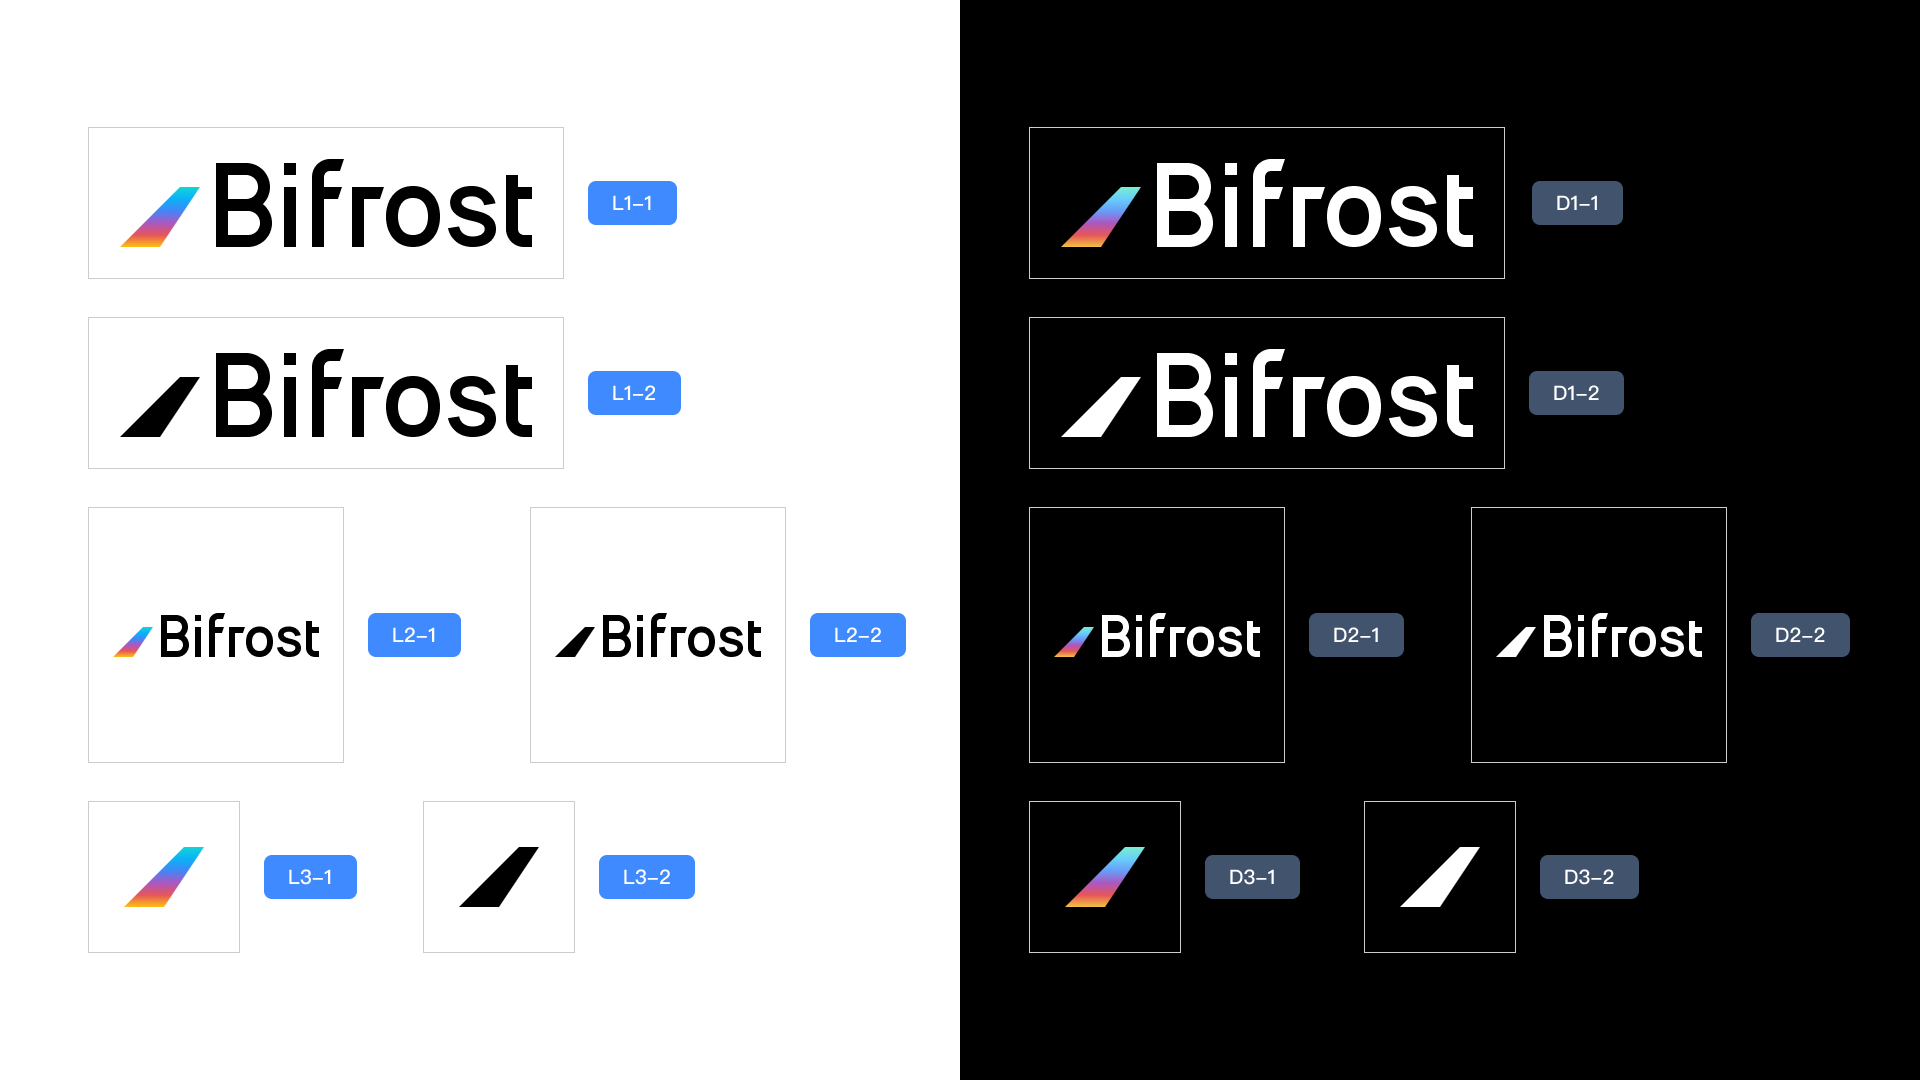 Bifrost
L1–1
Bifrost
L1–2
Bifrost
L2–1
Bifrost
L2–2
L3–1
L3–2
Bifrost
D1–1
Bifrost
D1–2
Bifrost
D2–1
Bifrost
D2–2
D3–1
D3–2